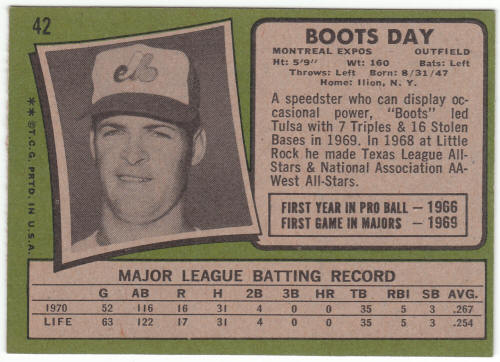 42
BOOTS DAY
MONTREAL EXPOS OUTFIELD
Ht: 5'9" Wt: 160 Bats: Left
Throws: Left Born: 8/31/47
Home: Ilion, N. Y.
A speedster who can display oc-
casional power, "Boots" led
Tulsa with 7 Triples & 16 Stolen
Bases in 1969. In 1968 at Little
Rock he made Texas League All-
Stars & National Association AA-
West All-Stars.
FIRST YEAR IN PRO BALL — 1966
FIRST GAME IN MAJORS — 1969
**©T.C.G. PRTD. IN U.S.A.
eb
MAJOR LEAGUE BATTING RECORD
G AB R H 2B 3B HR TB RBI SB AVG.
1970 52 116 16 31 4 0 0 35 5 3 .267
LIFE 63 122 17 31 4 0 0 35 5 3 .254